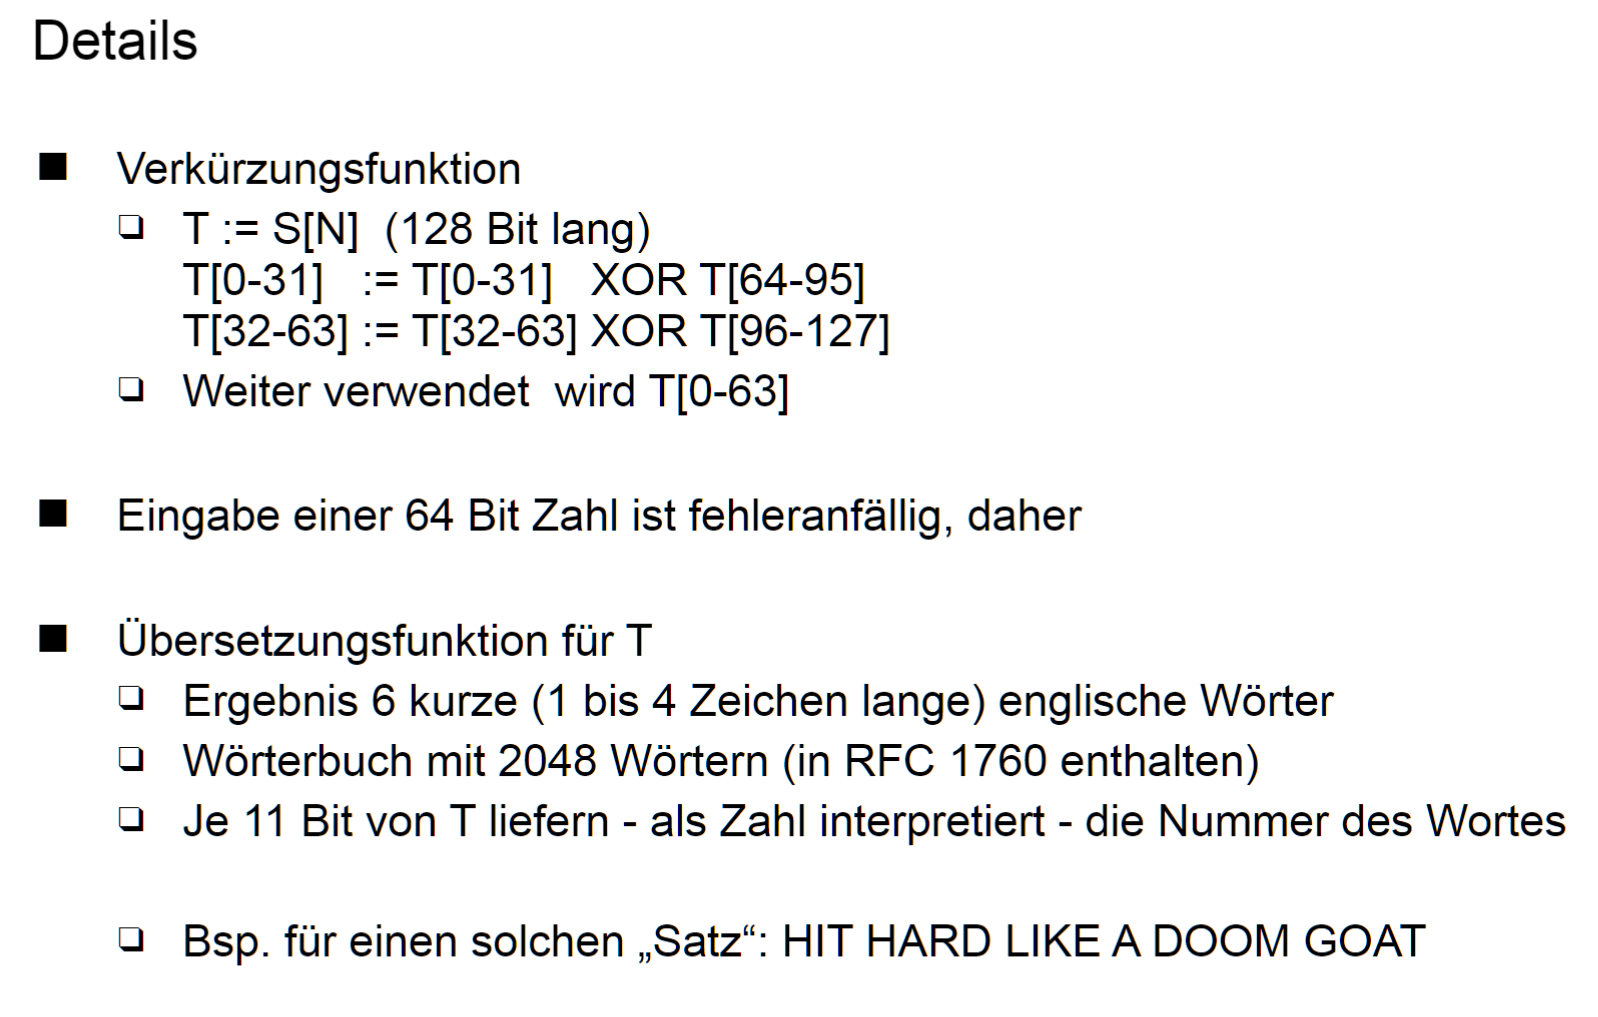 Details
Verkürzungsfunktion
T := S[N] (128 Bit lang)
T[0-31] := T[0-31] XOR T[64-95]
T[32-63] := T[32-63] XOR T[96-127]
Weiter verwendet wird T[0-63]
Eingabe einer 64 Bit Zahl ist fehleranfällig, daher
Übersetzungsfunktion für T
Ergebnis 6 kurze (1 bis 4 Zeichen lange) englische Wörter
Wörterbuch mit 2048 Wörtern (in RFC 1760 enthalten)
Je 11 Bit von T liefern - als Zahl interpretiert - die Nummer des Wortes
Bsp. für einen solchen „Satz“: HIT HARD LIKE A DOOM GOAT